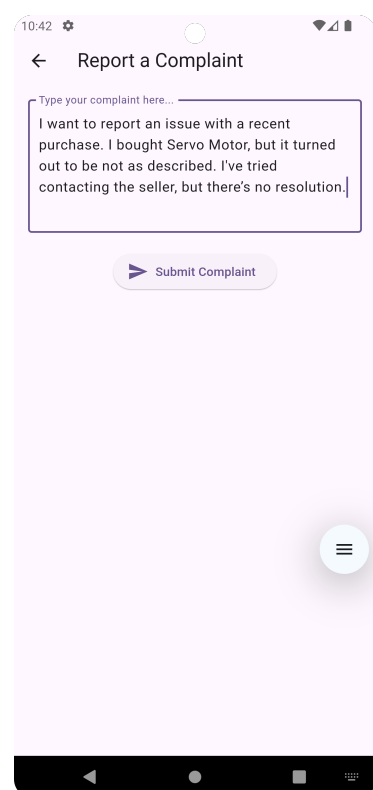 10:42
Report a Complaint
Type your complaint here...
I want to report an issue with a recent
purchase. I bought Servo Motor, but it turned
out to be not as described. I've tried
contacting the seller, but there’s no resolution.
Submit Complaint